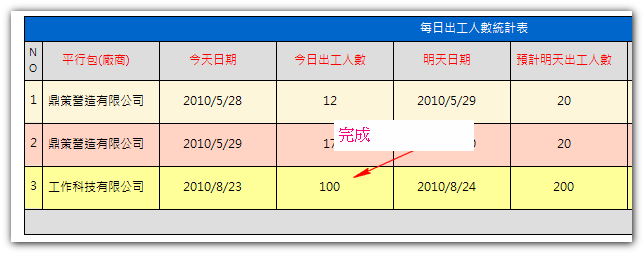 每日出工人數統計表
NO 平行包(廠商) 今天日期 今日出工人數 明天日期 預計明天出工人數
1 鼎策營造有限公司 2010/5/28 12 2010/5/29 20
2 鼎策營造有限公司 2010/5/29 17 20
完成
3 工作科技有限公司 2010/8/23 100 2010/8/24 200